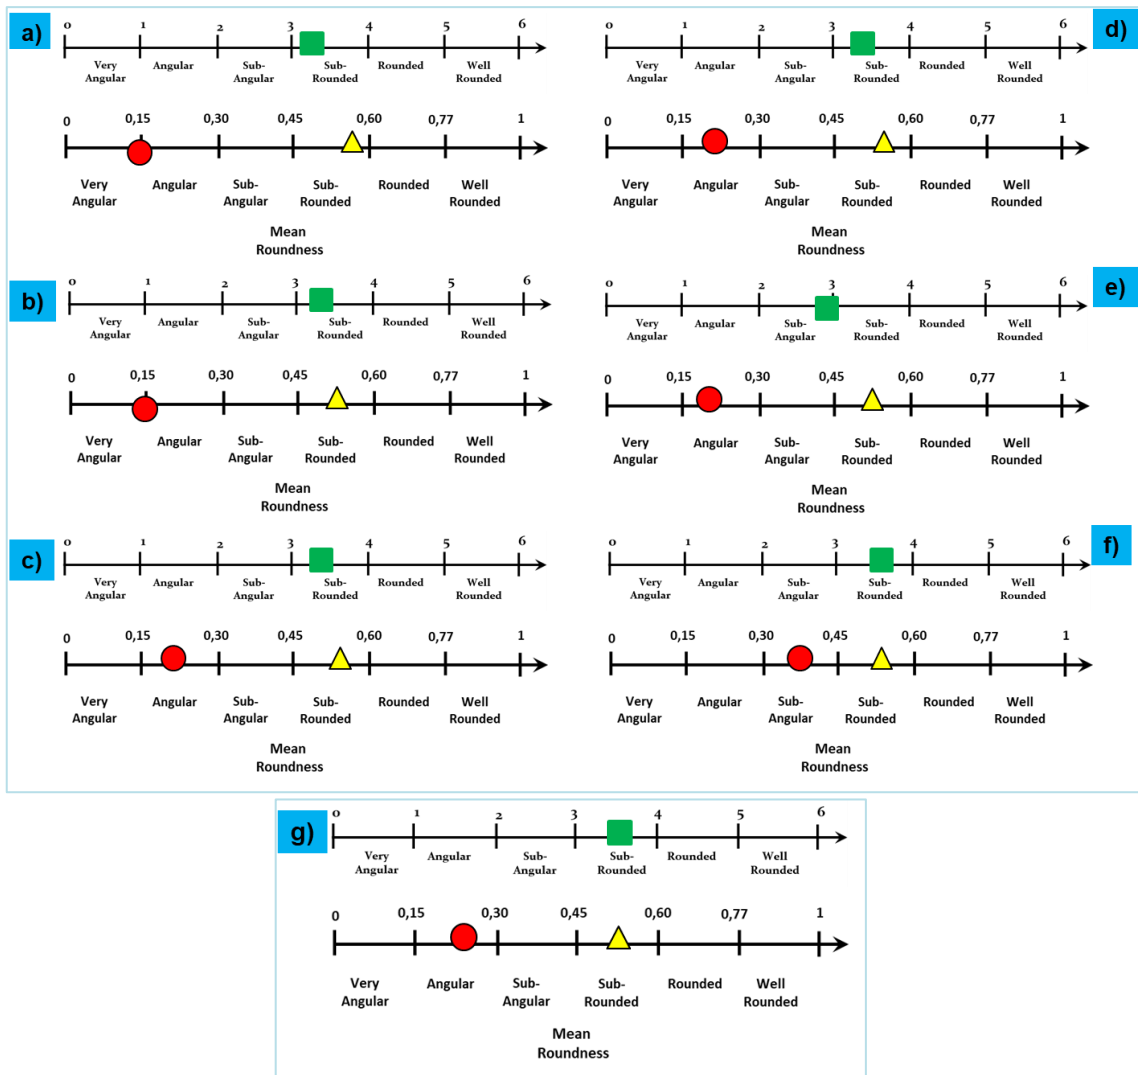 a)
0 1 2 3 4 5 6
Very Angular Sub- Sub- Rounded Well
Angular Angular Rounded Rounded
0 0,15 0,30 0,45 0,60 0,77 1
Very Angular Sub- Sub- Rounded Well
Angular Angular Rounded Rounded
Mean
Roundness
b)
0 1 2 3 4 5 6
Very Angular Sub- Sub- Rounded Well
Angular Angular Rounded Rounded
0 0,15 0,30 0,45 0,60 0,77 1
Very Angular Sub- Sub- Rounded Well
Angular Angular Rounded Rounded
Mean
Roundness
c)
0 1 2 3 4 5 6
Very Angular Sub- Sub- Rounded Well
Angular Angular Rounded Rounded
0 0,15 0,30 0,45 0,60 0,77 1
Very Angular Sub- Sub- Rounded Well
Angular Angular Rounded Rounded
Mean
Roundness
d)
0 1 2 3 4 5 6
Very Angular Sub- Sub- Rounded Well
Angular Angular Rounded Rounded
0 0,15 0,30 0,45 0,60 0,77 1
Very Angular Sub- Sub- Rounded Well
Angular Angular Rounded Rounded
Mean
Roundness
e)
0 1 2 3 4 5 6
Very Angular Sub- Sub- Rounded Well
Angular Angular Rounded Rounded
0 0,15 0,30 0,45 0,60 0,77 1
Very Angular Sub- Sub- Rounded Well
Angular Angular Rounded Rounded
Mean
Roundness
f)
0 1 2 3 4 5 6
Very Angular Sub- Sub- Rounded Well
Angular Angular Rounded Rounded
0 0,15 0,30 0,45 0,60 0,77 1
Very Angular Sub- Sub- Rounded Well
Angular Angular Rounded Rounded
Mean
Roundness
g)
0 1 2 3 4 5 6
Very Angular Sub- Sub- Rounded Well
Angular Angular Rounded Rounded
0 0,15 0,30 0,45 0,60 0,77 1
Very Angular Sub- Sub- Rounded Well
Angular Angular Rounded Rounded
Mean
Roundness